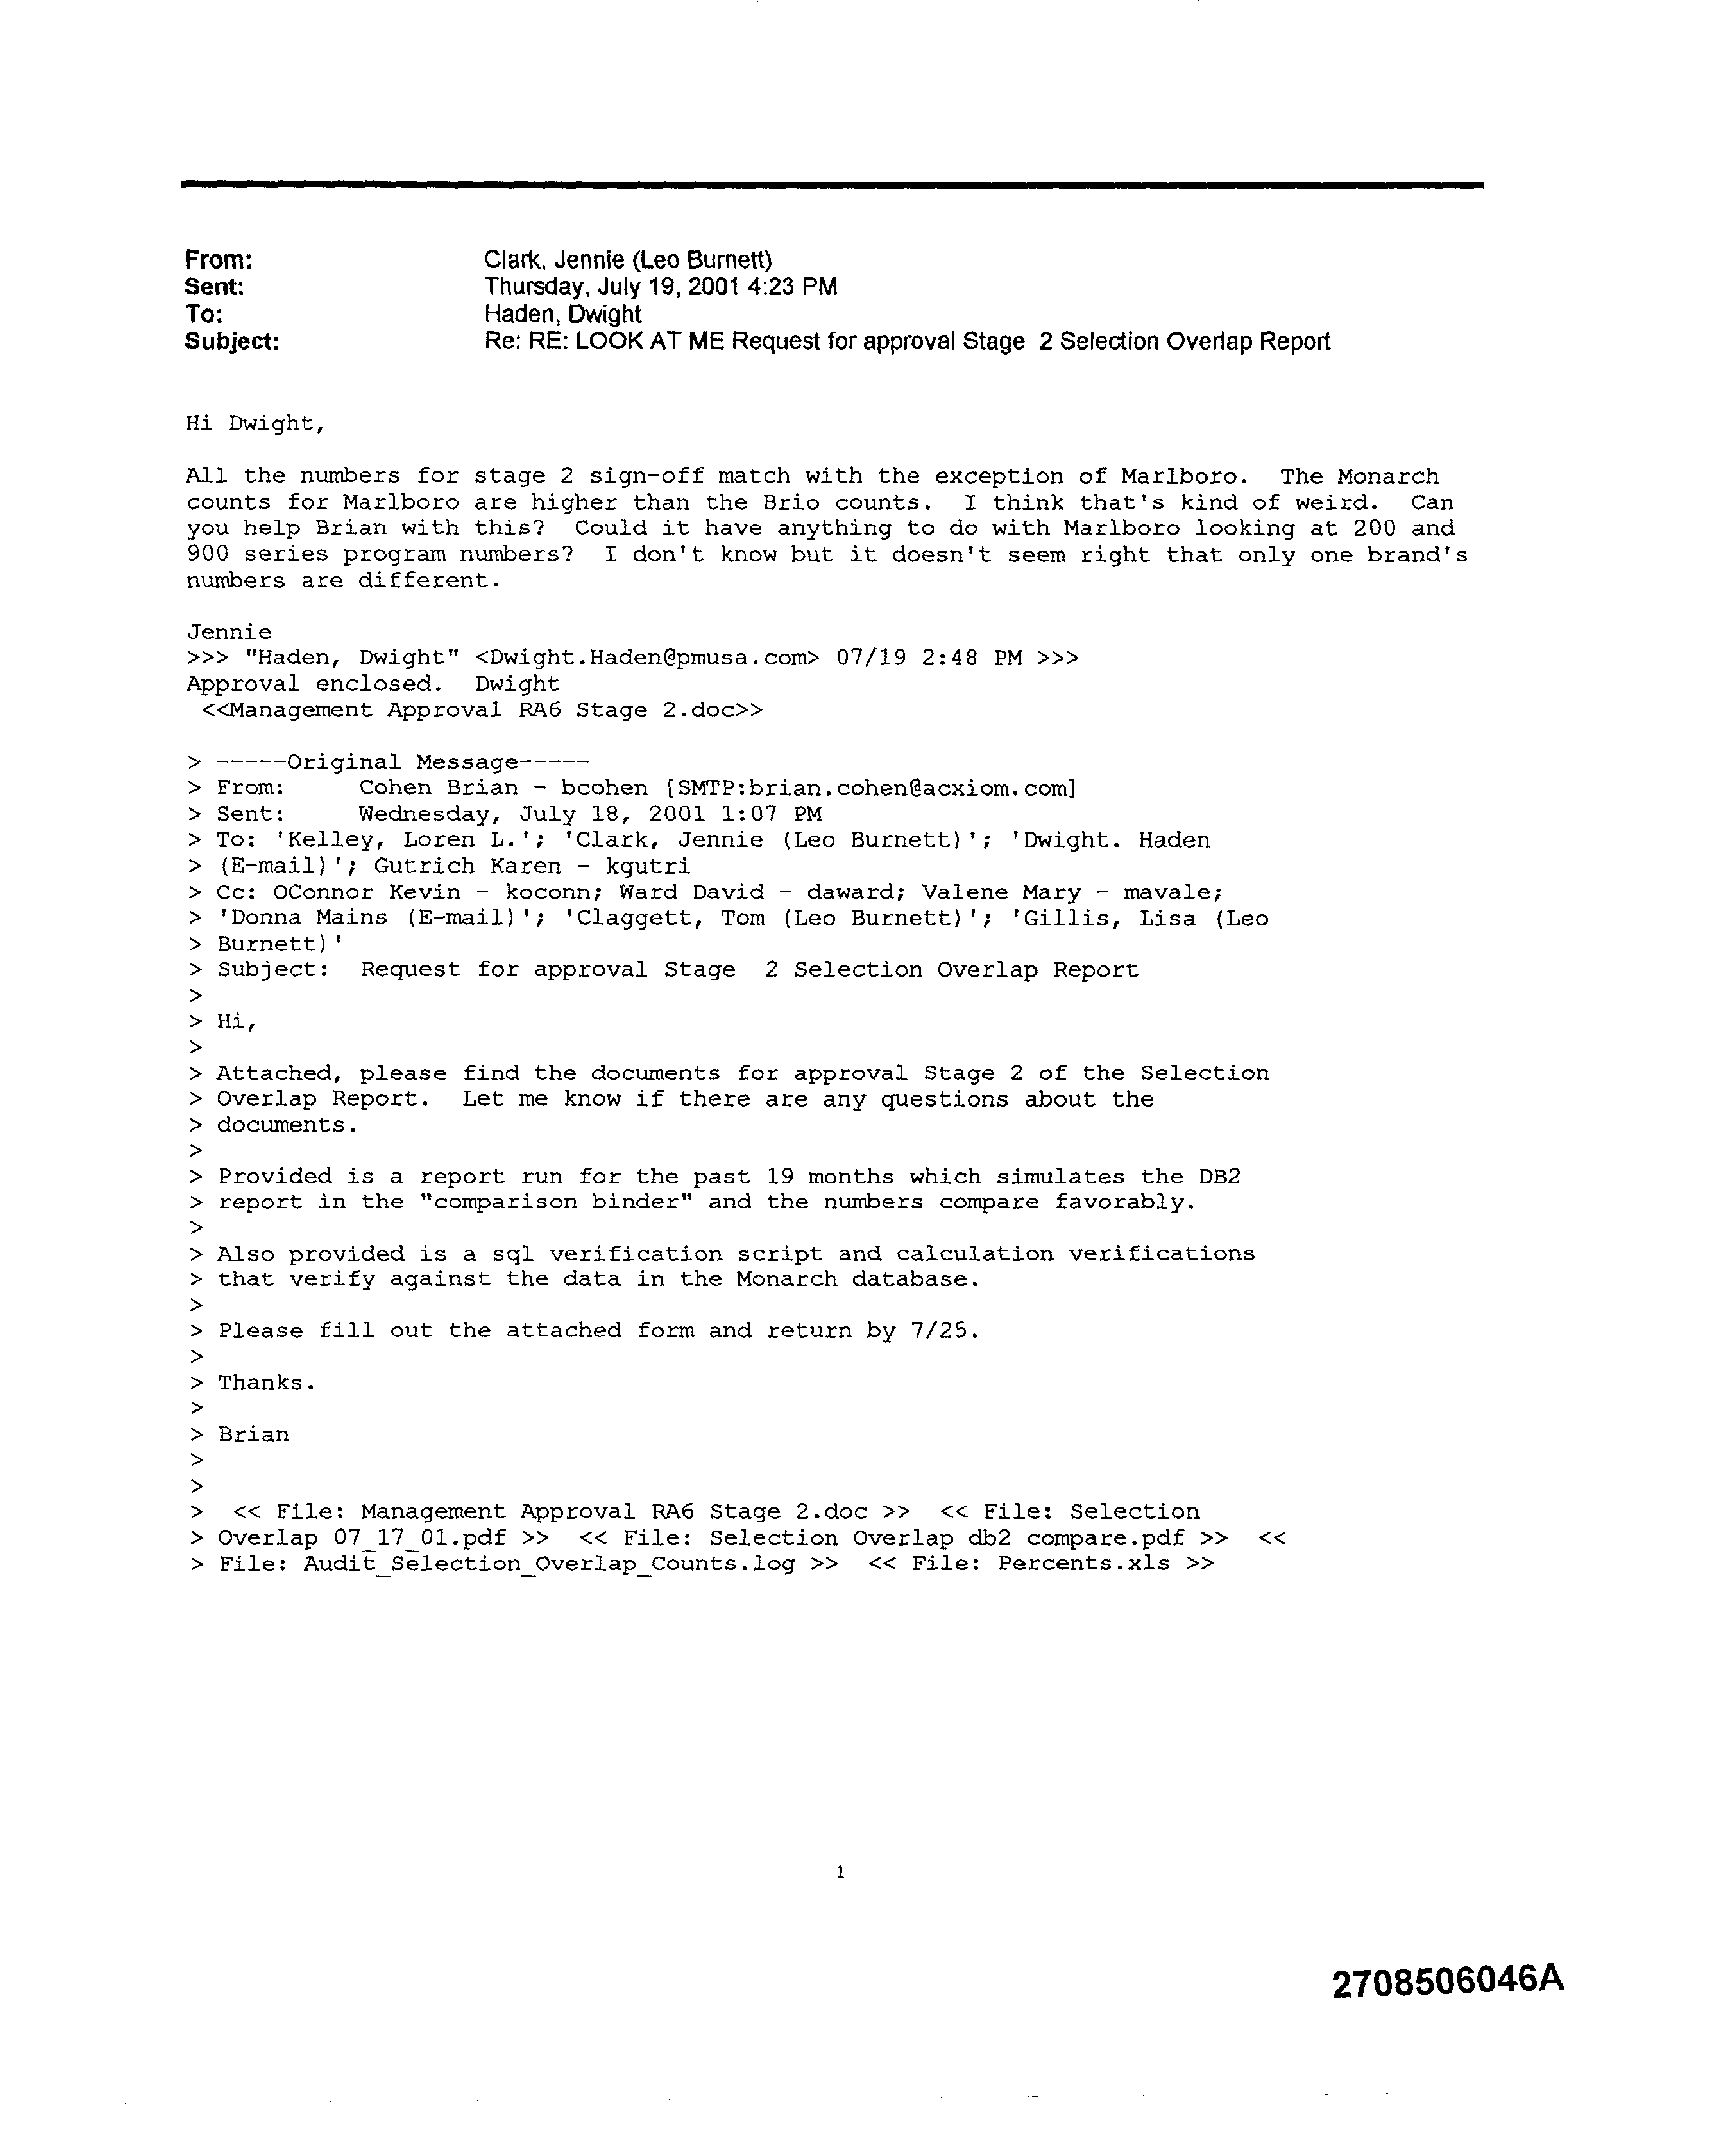 From: Clark, Jennie (Leo Burnett)
Sent: Thursday, July 19, 2001 4:23 PM
To: Haden, Dwight
Subject: Re: RE: LOOK AT ME Request for approval Stage  2 Selection Overlap Report
Hi Dwight,
All the numbers for stage 2 sign-off match with the exception of Marlboro.  The Monarch
counts for Marlboro are higher than the Brio counts.  I think that's kind of weird.  Can
you help Brian with this?  Could it have anything to do with Marlboro looking at 200 and
900 series program numbers?  I don't know but it doesn't seem right that only one brand's
numbers are different.
Jennie
>>> "Haden, Dwight" <Dwight.Haden@pmusa.com> 07/19 2:48 PM >>>
Approval enclosed.  Dwight
<<Management Approval RA6 Stage 2.doc>>
> -----Original Message-----
> From:     Cohen Brian - bcohen [SMTP:brian.cohen@acxiom.com]
> Sent:     Wednesday, July 18, 2001 1:07 PM
> To: 'Kelley, Loren L.'; 'Clark, Jennie (Leo Burnett)'; 'Dwight. Haden
> (E-mail)'; Gutrich Karen - kgutri
> Cc: OConnor Kevin - koconn; Ward David - daward; Valene Mary - mavale;
> 'Donna Mains (E-mail)'; 'Claggett, Tom (Leo Burnett)'; 'Gillis, Lisa (Leo
> Burnett)'
> Subject:  Request for approval Stage  2 Selection Overlap Report
>
> Hi,
>
> Attached, please find the documents for approval Stage 2 of the Selection
> Overlap Report.  Let me know if there are any questions about the
> documents.
>
> Provided is a report run for the past 19 months which simulates the DB2
> report in the "comparison binder" and the numbers compare favorably.
>
> Also provided is a sql verification script and calculation verifications
> that verify against the data in the Monarch database.
>
> Please fill out the attached form and return by 7/25.
>
> Thanks.
>
> Brian
>
>
>  << File: Management Approval RA6 Stage 2.doc >>  << File: Selection
> Overlap 07_17_01.pdf >>  << File: Selection Overlap db2 compare.pdf >>  <<
> File: Audit_Selection_Overlap_Counts.log >>  << File: Percents.xls >>
1
2708506046A